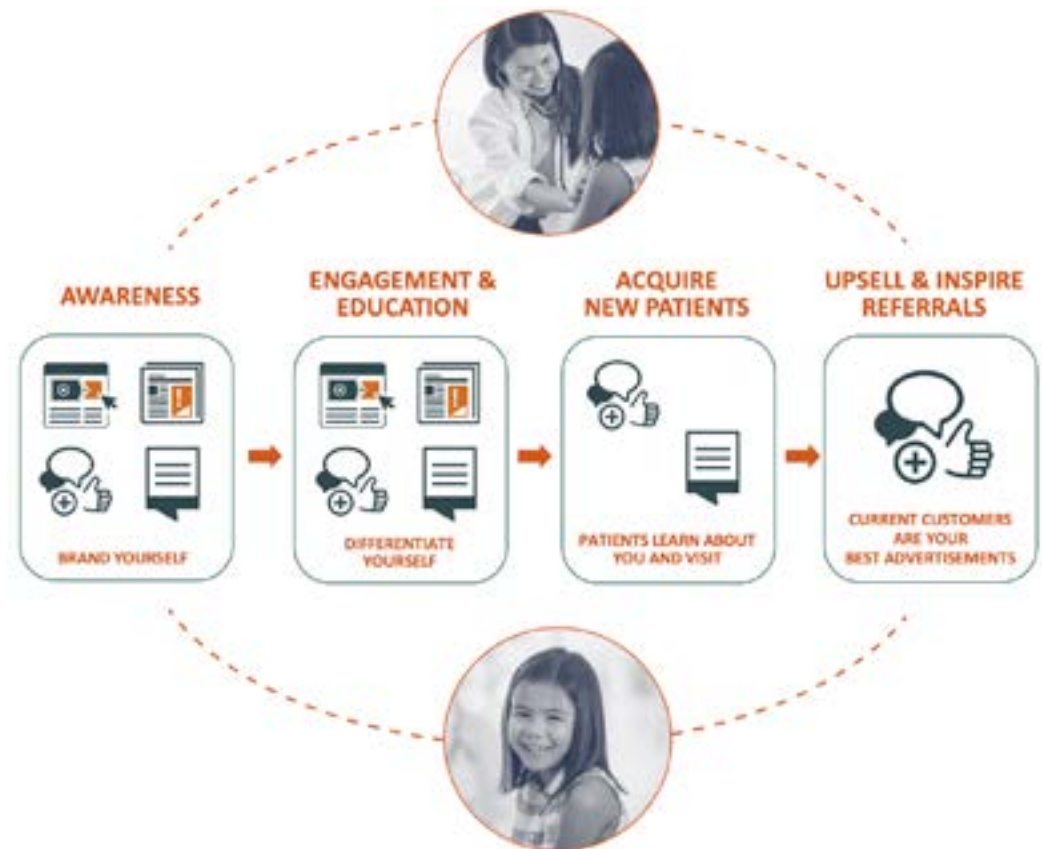 AWARENESS
ENGAGEMENT &
EDUCATION
ACQUIRE
NEW PATIENTS
UPSELL & INSPIRE
REFERRALS
BRAND YOURSELF
DIFFERENTIATE
YOURSELF
PATIENTS LEARN ABOUT
YOU AND VISIT
CURRENT CUSTOMERS
ARE YOUR
BEST ADVERTISEMENTS